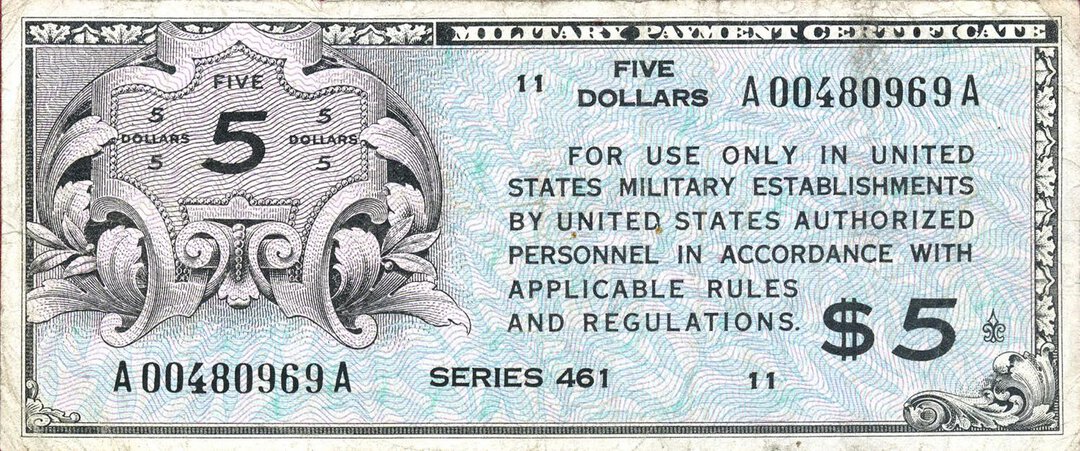 MILITARY PAYMENT CERTIFICATE
FIVE
5 5
DOLLARS 5 DOLLARS
5 5
11 FIVE DOLLARS A00480969A
FOR USE ONLY IN UNITED
STATES MILITARY ESTABLISHMENTS
BY UNITED STATES AUTHORIZED
PERSONNEL IN ACCORDANCE WITH
APPLICABLE RULES
AND REGULATIONS.
$5
A00480969A SERIES 461 11